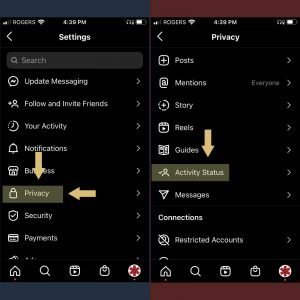 ROGERS 4:39 PM
Settings
Search
Update Messaging
Follow and Invite Friends
Your Activity
Notifications
Privacy
Security
Payments
ROGERS 4:39 PM
Privacy
Posts
Mentions Everyone
Story
Reels
Guides
Activity Status
Messages
Connections
Restricted Accounts